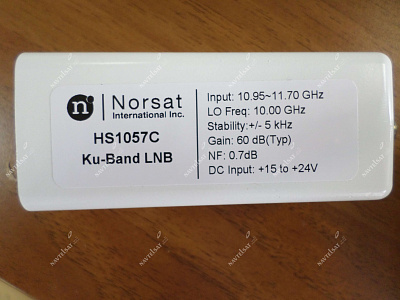 n
Norsat
International Inc.
HS1057C
Ku-Band LNB
Input: 10.95~11.70 GHz
LO Freq: 10.00 GHz
Stability:+/- 5 kHz
Gain: 60 dB(Typ)
NF: 0.7dB
DC Input: +15 to +24V